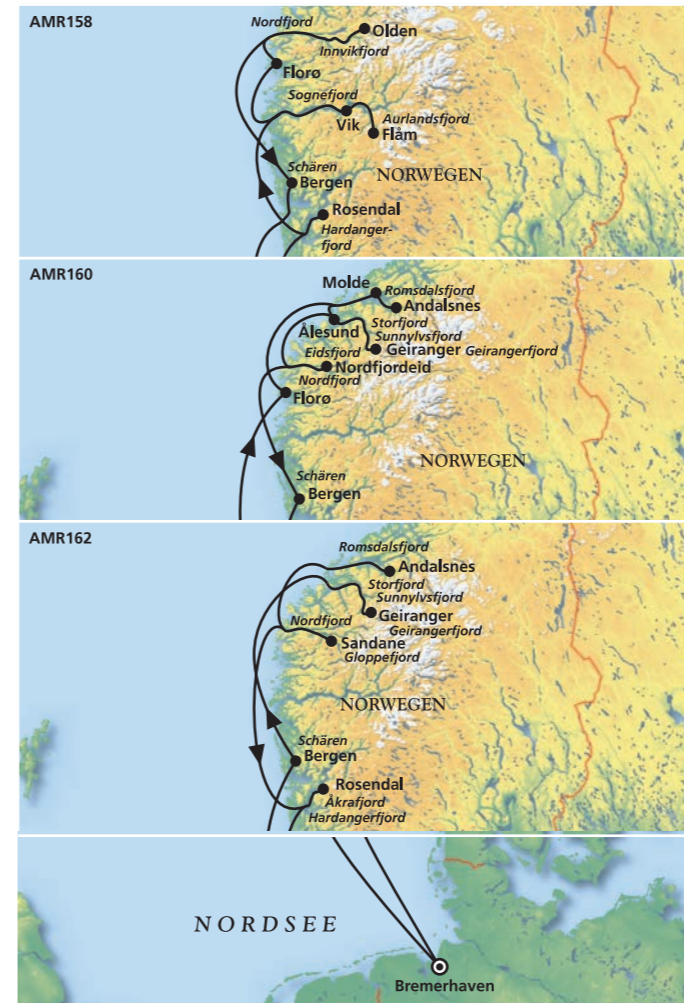 AMR158
Nordfjord
Olden
Innvikfjord
Florø
Sognefjord
Aurlandsfjord
Vik
Flåm
Schären
Bergen
NORWEGEN
Rosendal
Hardanger-
fjord
AMR160
Molde
Romsdalsfjord
Andalsnes
Ålesund
Storfjord
Sunnylvsfjord
Eidsfjord
Geiranger Geirangerfjord
Nordfjordeid
Nordfjord
Florø
NORWEGEN
Schären
Bergen
AMR162
Romsdalsfjord
Andalsnes
Storfjord
Sunnylvsfjord
Nordfjord
Geiranger
Geirangerfjord
Sandane
Gloppefjord
NORWEGEN
Schären
Bergen
Rosendal
Åkrafjord
Hardangerfjord
NORDSEE
Bremerhaven